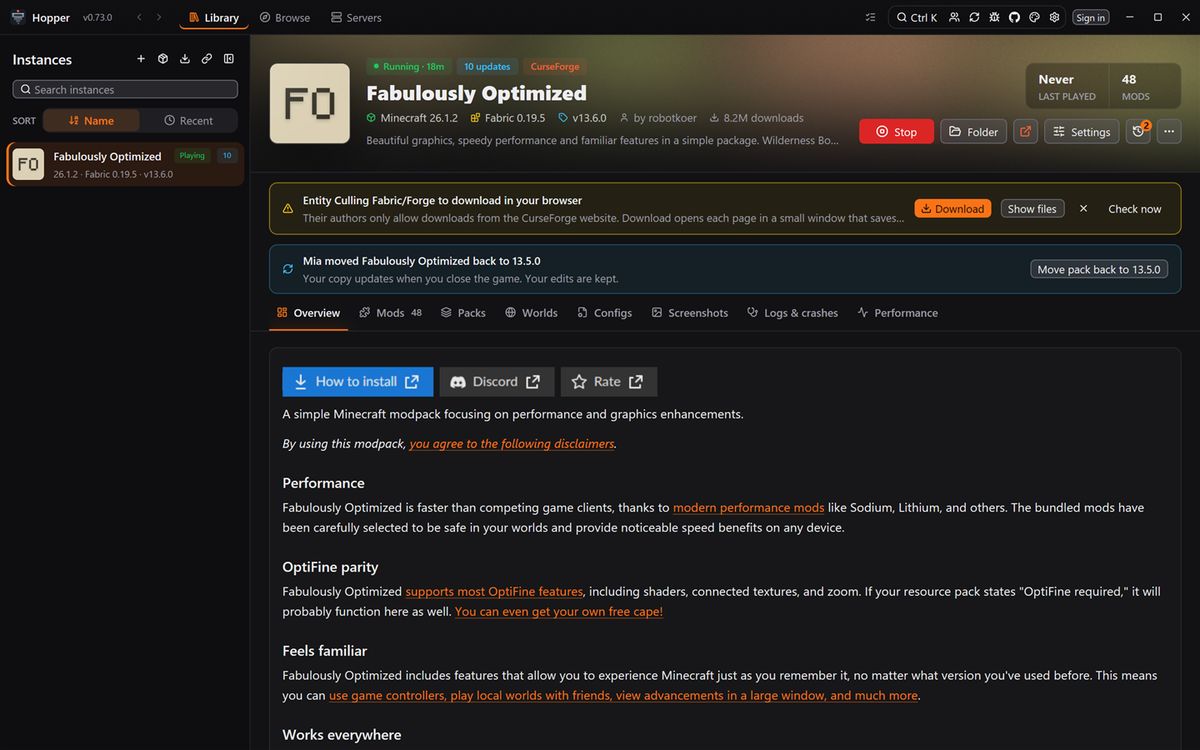 Hopper v0.73.0 Library Browse Servers Ctrl K Sign in
Instances
Search instances
SORT Name Recent
FO Fabulously Optimized Playing 10
26.1.2 · Fabric 0.19.5 · v13.6.0
FO
Running · 18m 10 updates CurseForge
Fabulously Optimized
Minecraft 26.1.2 Fabric 0.19.5 v13.6.0 by robotkoer 8.2M downloads
Beautiful graphics, speedy performance and familiar features in a simple package. Wilderness Bo...
Never 48
LAST PLAYED MODS
Stop Folder Settings 2
Entity Culling Fabric/Forge to download in your browser
Their authors only allow downloads from the CurseForge website. Download opens each page in a small window that saves...
Download Show files Check now
Mia moved Fabulously Optimized back to 13.5.0
Your copy updates when you close the game. Your edits are kept.
Move pack back to 13.5.0
Overview Mods 48 Packs Worlds Configs Screenshots Logs & crashes Performance
How to install Discord Rate
A simple Minecraft modpack focusing on performance and graphics enhancements.
By using this modpack, you agree to the following disclaimers.
Performance
Fabulously Optimized is faster than competing game clients, thanks to modern performance mods like Sodium, Lithium, and others. The bundled mods have
been carefully selected to be safe in your worlds and provide noticeable speed benefits on any device.
OptiFine parity
Fabulously Optimized supports most OptiFine features, including shaders, connected textures, and zoom. If your resource pack states "OptiFine required," it will
probably function here as well. You can even get your own free cape!
Feels familiar
Fabulously Optimized includes features that allow you to experience Minecraft just as you remember it, no matter what version you've used before. This means
you can use game controllers, play local worlds with friends, view advancements in a large window, and much more.
Works everywhere